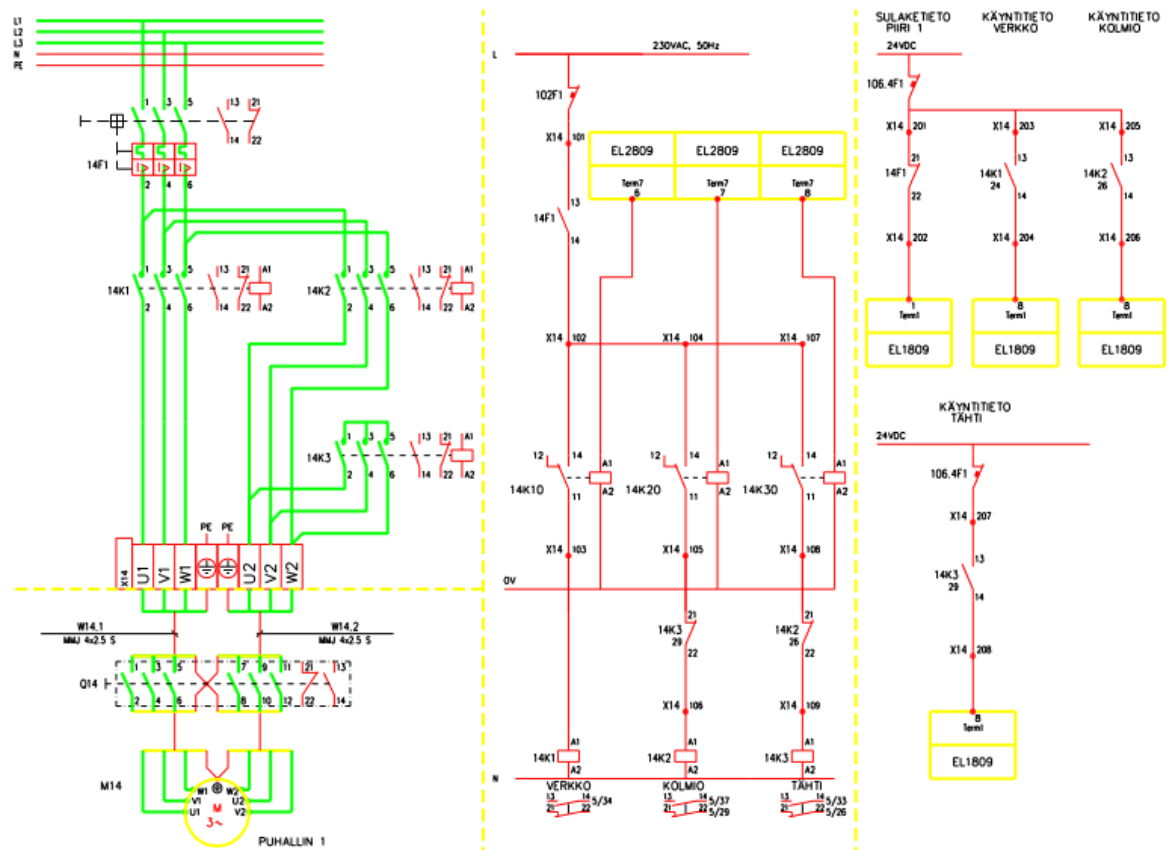 L1
L2
L3
N
PE
1 3 5 13 21
14 22
14F1
I> I> I>
2 4 6
1 3 5 13 21 A1
14K1
2 4 6 14 22 A2
1 3 5 13 21 A1
14K2
2 4 6 14 22 A2
1 3 5 13 21 A1
14K3
2 4 6 14 22 A2
PE PE
X14 U1 V1 W1 U2 V2 W2
W14.1
MMJ 4x2.5 S
W14.2
MMJ 4x2.5 S
1 3 5 7 9 11 21 13
Q14
2 4 6 8 10 12 22 14
M14
W1 W2
V1 U2
U1 V2
M
3~
PUHALLIN 1
L
230VAC, 50Hz
102F1
X14 101
EL2809 EL2809 EL2809
Term7 Term7 Term7
6 7 8
13
14F1
14
X14 102 X14 104 X14 107
12 14 A1 12 14 A1 12 14 A1
14K10 11 A2 14K20 11 A2 14K30 11 A2
X14 103 X14 105 X14 108
0V
21 21
14K3 14K2
29 26
22 22
X14 106 X14 109
A1 A1 A1
14K1 14K2 14K3
A2 A2 A2
N
VERKKO KOLMIO TÄHTI
13 14 5/34 13 14 5/37 13 14 5/33
21 22 21 22 5/29 21 22 5/26
SULAKETIETO
PIIRI 1
KÄYNTITIETO
VERKKO
KÄYNTITIETO
KOLMIO
24VDC
106.4F1
X14 201 X14 203 X14 205
21 13 13
14F1 14K1 14K2
24 26
22 14 14
X14 202 X14 204 X14 206
1 8 8
Term1 Term1 Term1
EL1809 EL1809 EL1809
KÄYNTITIETO
TÄHTI
24VDC
106.4F1
X14 207
13
14K3
29
14
X14 208
8
Term1
EL1809